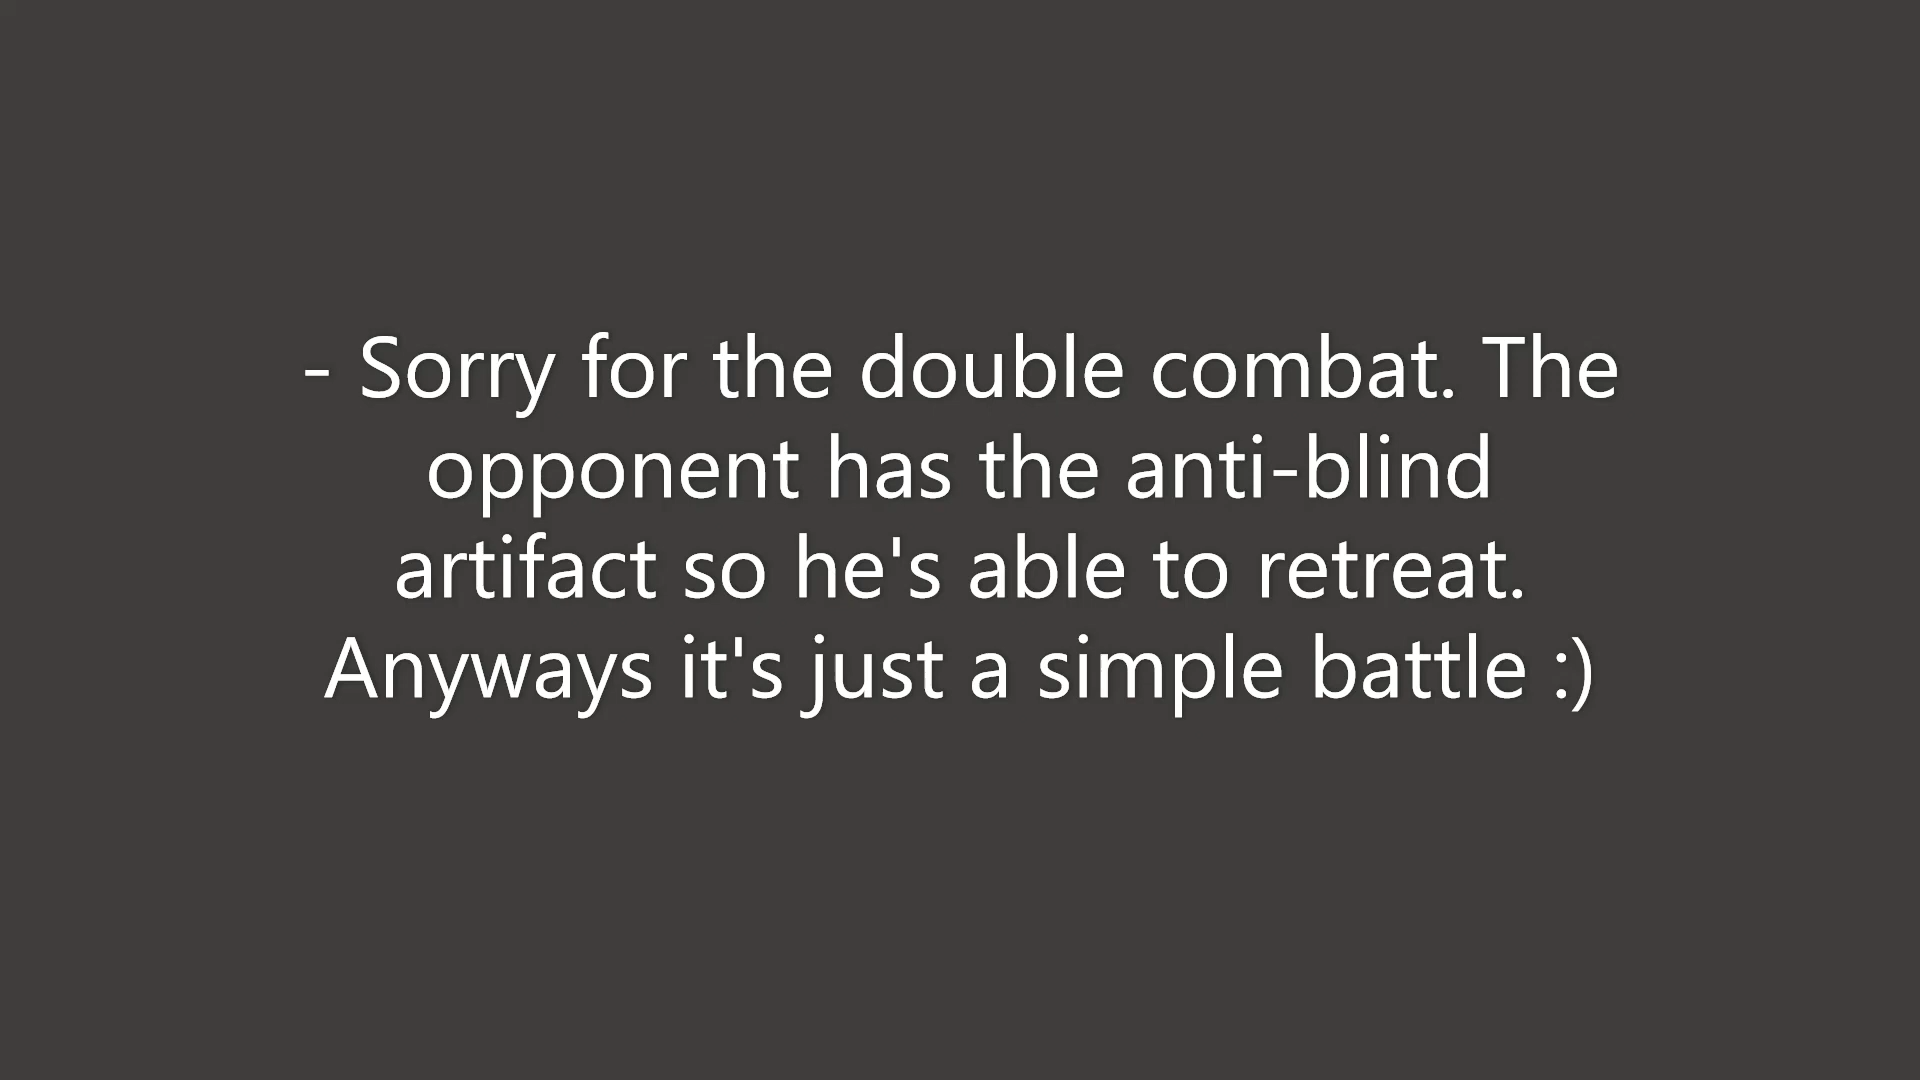 - Sorry for the double combat. The
opponent has the anti-blind
artifact so he's able to retreat.
Anyways it's just a simple battle :)